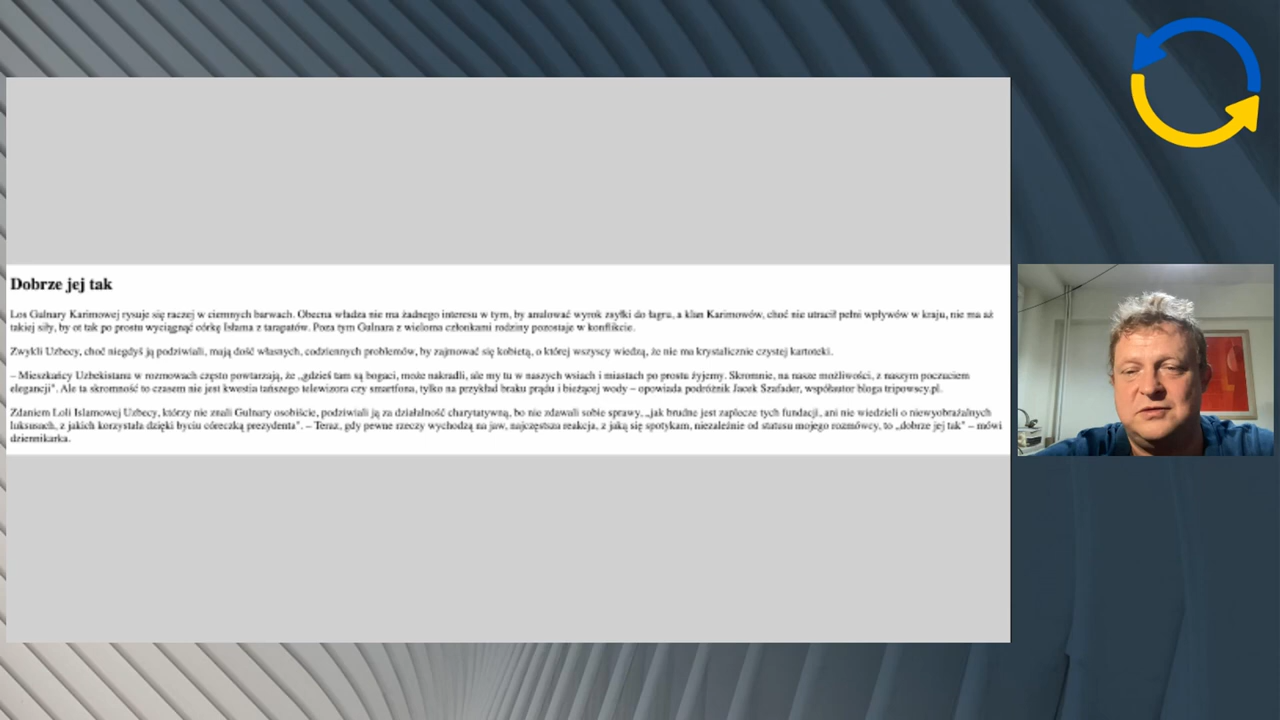 Dobrze jej tak
Los Gulnary Karimowej rysuje się raczej w ciemnych barwach. Obecna władza nie ma żadnego interesu w tym, by anulować wyrok zsyłki do łagru, a klan Karimowów, choć nie utracił pełni wpływów w kraju, nie ma aż
takiej siły, by ot tak po prostu wyciągnąć córkę Islama z tarapatów. Poza tym Gulnara z wieloma członkami rodziny pozostaje w konflikcie.
Zwykli Uzbecy, choć niegdyś ją podziwiali, mają dość własnych, codziennych problemów, by zajmować się kobietą, o której wszyscy wiedzą, że nie ma krystalicznie czystej kartoteki.
– Mieszkańcy Uzbekistanu w rozmowach często powtarzają, że „gdzieś tam są bogaci, może nakradli, ale my tu w naszych wsiach i miastach po prostu żyjemy. Skromnie, na nasze możliwości, z naszym poczuciem
elegancji”. Ale ta skromność to czasem nie jest kwestia tańszego telewizora czy smartfona, tylko na przykład braku prądu i bieżącej wody – opowiada podróżnik Jacek Szafader, współautor bloga tripowscy.pl.
Zdaniem Loli Islamowej Uzbecy, którzy nie znali Gulnary osobiście, podziwiali ją za działalność charytatywną, bo nie zdawali sobie sprawy, „jak brudne jest zaplecze tych fundacji, ani nie wiedzieli o niewyobrażalnych
luksusach, z jakich korzystała dzięki byciu córeczką prezydenta”. – Teraz, gdy pewne rzeczy wychodzą na jaw, najczęstsza reakcja, z jaką się spotykam, niezależnie od statusu mojego rozmówcy, to „dobrze jej tak” – mówi
dziennikarka.